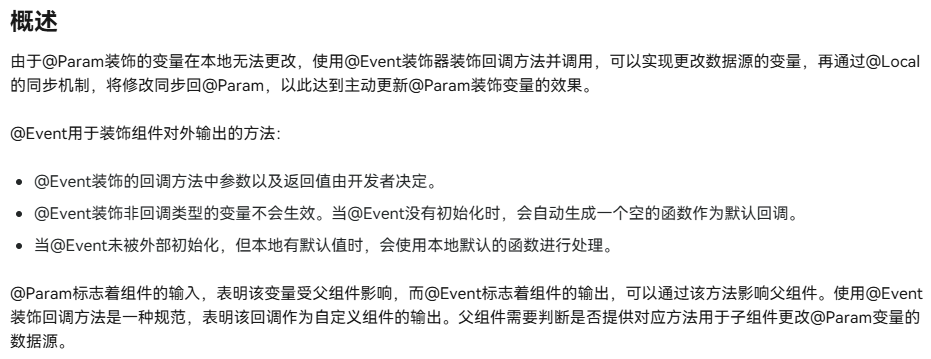 概述
由于@Param装饰的变量在本地无法更改，使用@Event装饰器装饰回调方法并调用，可以实现更改数据源的变量，再通过@Local
的同步机制，将修改同步回@Param，以此达到主动更新@Param装饰变量的效果。
@Event用于装饰组件对外输出的方法：
• @Event装饰的回调方法中参数以及返回值由开发者决定。
• @Event装饰非回调类型的变量不会生效。当@Event没有初始化时，会自动生成一个空的函数作为默认回调。
• 当@Event未被外部初始化，但本地有默认值时，会使用本地默认的函数进行处理。
@Param标志着组件的输入，表明该变量受父组件影响，而@Event标志着组件的输出，可以通过该方法影响父组件。使用@Event
装饰回调方法是一种规范，表明该回调作为自定义组件的输出。父组件需要判断是否提供对应方法用于子组件更改@Param变量的
数据源。